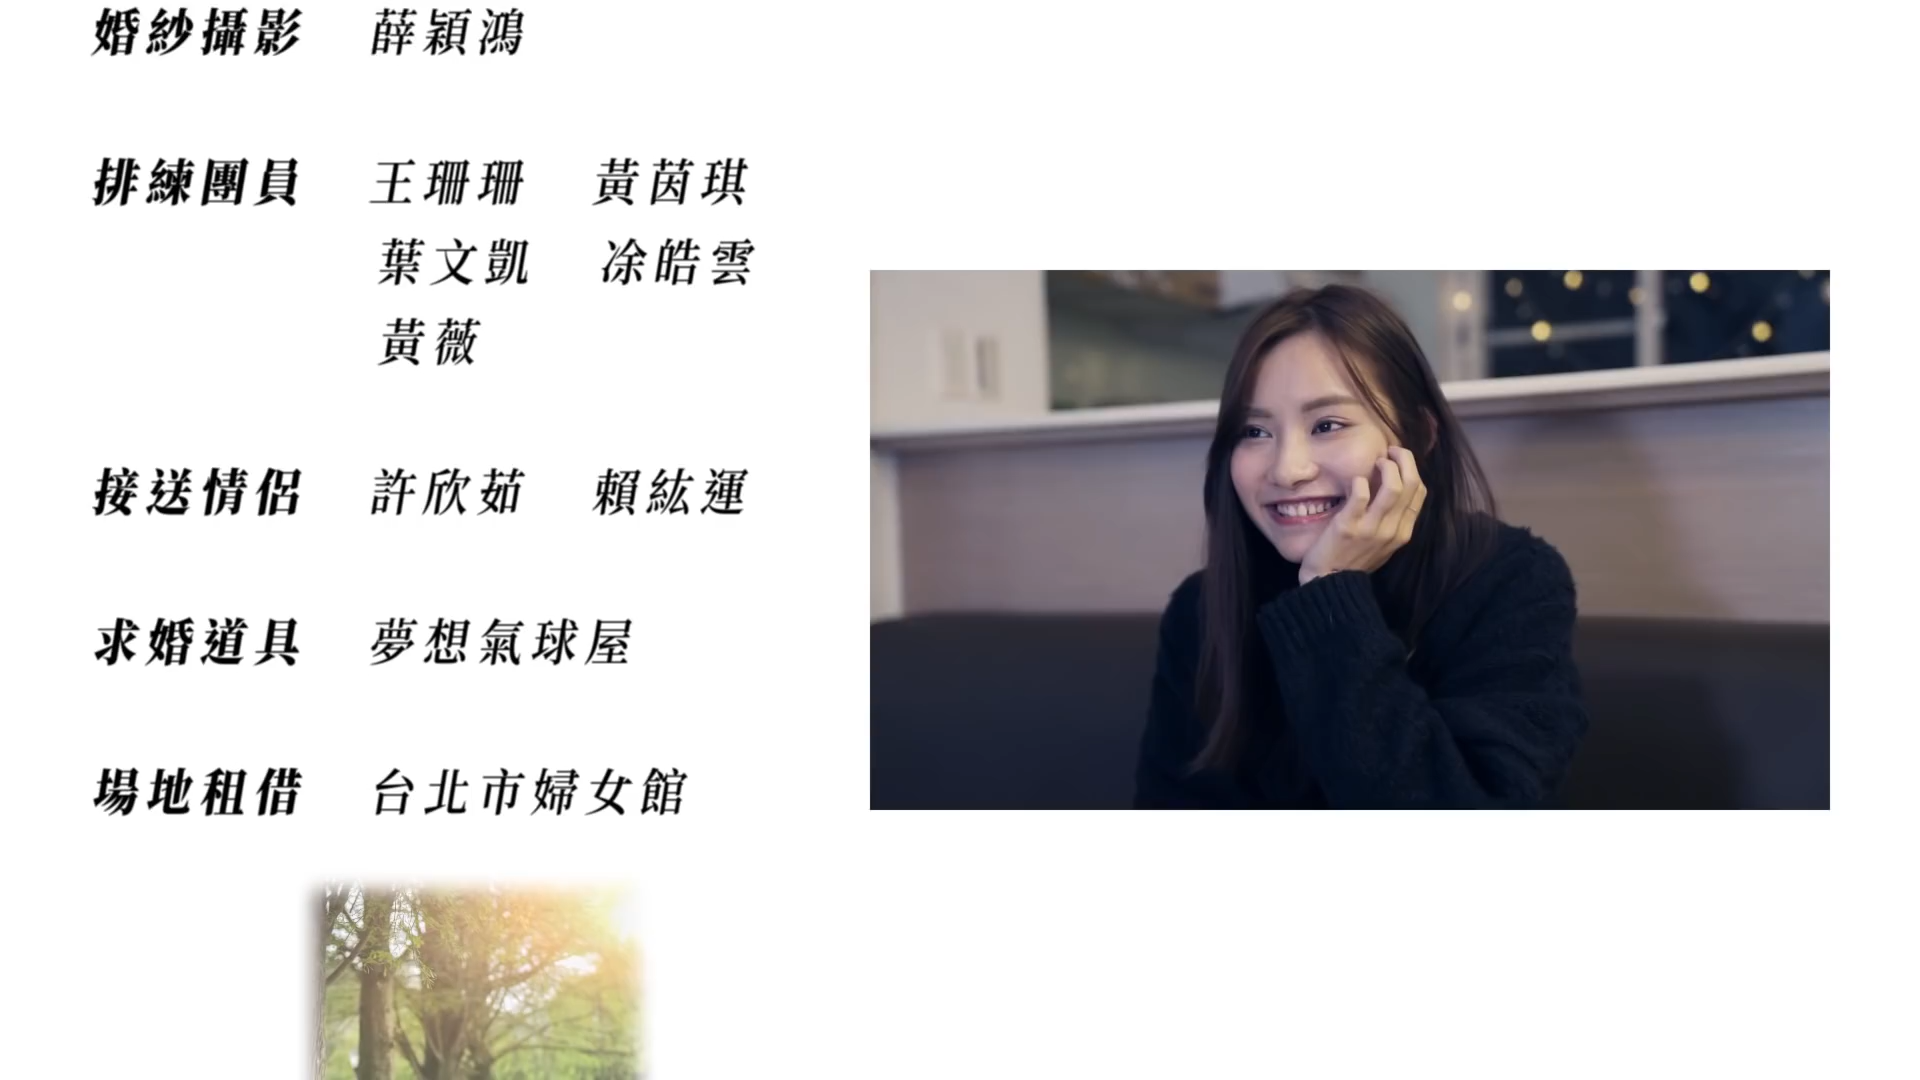 婚紗攝影 薛穎鴻
排練團員 王珊珊 黃茵琪
葉文凱 凃皓雲
黃薇
接送情侶 許欣茹 賴紘運
求婚道具 夢想氣球屋
場地租借 台北市婦女館